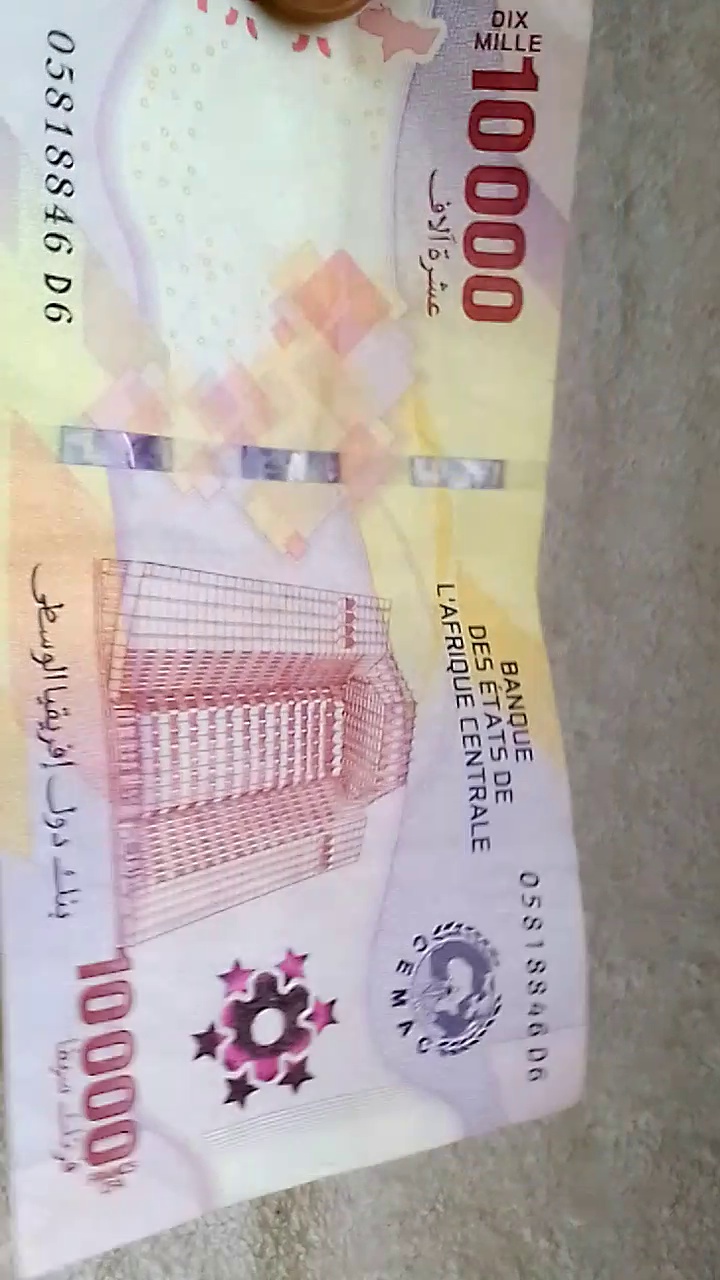 DIX
MILLE
10000
عشرة آلاف
05818846 D6
BANQUE
DES ÉTATS DE
L'AFRIQUE CENTRALE
05818846 D6
CEMAC
بنك دول إفريقيا الوسطى
10000